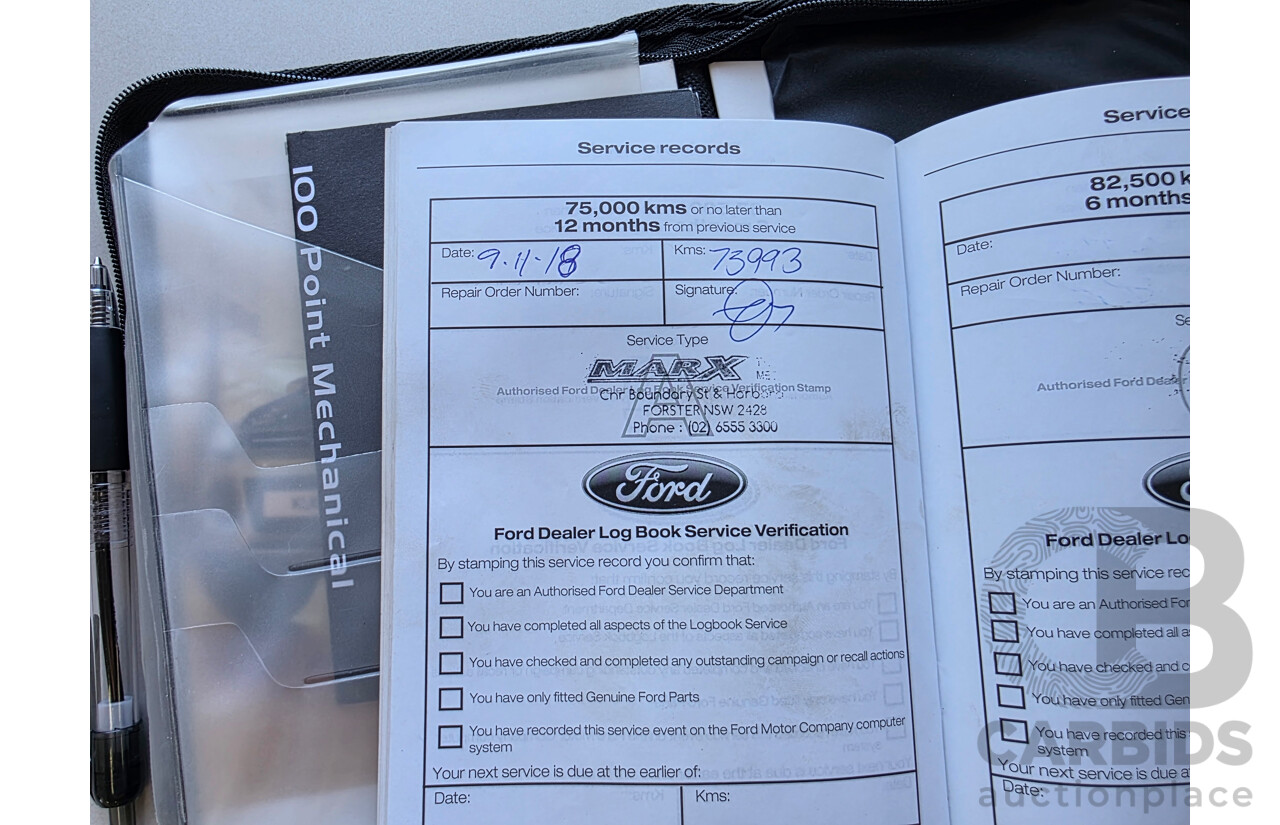 100 Point Mechanical
Service records
75,000 kms or no later than
12 months from previous service
Date: 9.11.18
Kms: 73993
Repair Order Number:
Signature:
Service Type
A
MARX
Authorised Ford Dealer Log Book Service Verification Stamp
Cnr Boundary St &
FORSTER NSW 2428
Phone : (02) 6555 3300
Ford
Ford Dealer Log Book Service Verification
By stamping this service record you confirm that:
You are an Authorised Ford Dealer Service Department
You have completed all aspects of the Logbook Service
You have checked and completed any outstanding campaign or recall actions
You have only fitted Genuine Ford Parts
You have recorded this service event on the Ford Motor Company computer
system
Your next service is due at the earlier of:
Date:
Kms:
Service
82,500 k
6 months
Date:
Repair Order Number:
Se
Authorised Ford Dealer
Ford Dealer Lo
By stamping this service rec
You are an Authorised For
You have completed all a
You have checked and c
You have only fitted Gen
You have recorded this
system
Your next service is due a
Date:
CARBIDS
auctionplace